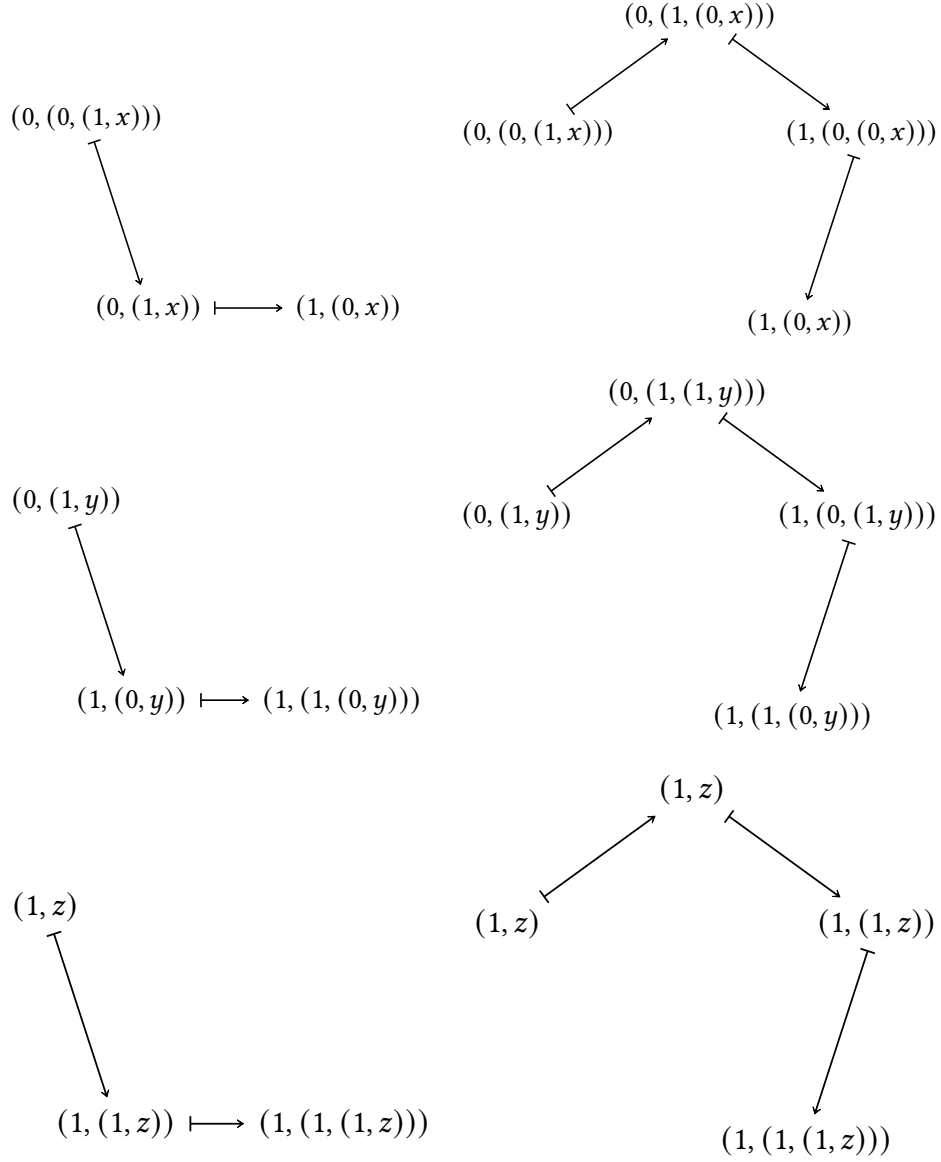 (0, (1, (0, x)))
(0, (0, (1, x)))
(0, (0, (1, x)))
(1, (0, (0, x)))
(0, (1, x))
(1, (0, x))
(1, (0, x))
(0, (1, (1, y)))
(0, (1, y))
(0, (1, y))
(1, (0, (1, y)))
(1, (0, y))
(1, (1, (0, y)))
(1, (1, (0, y)))
(1, z)
(1, z)
(1, z)
(1, (1, z))
(1, (1, z))
(1, (1, (1, z)))
(1, (1, (1, z)))